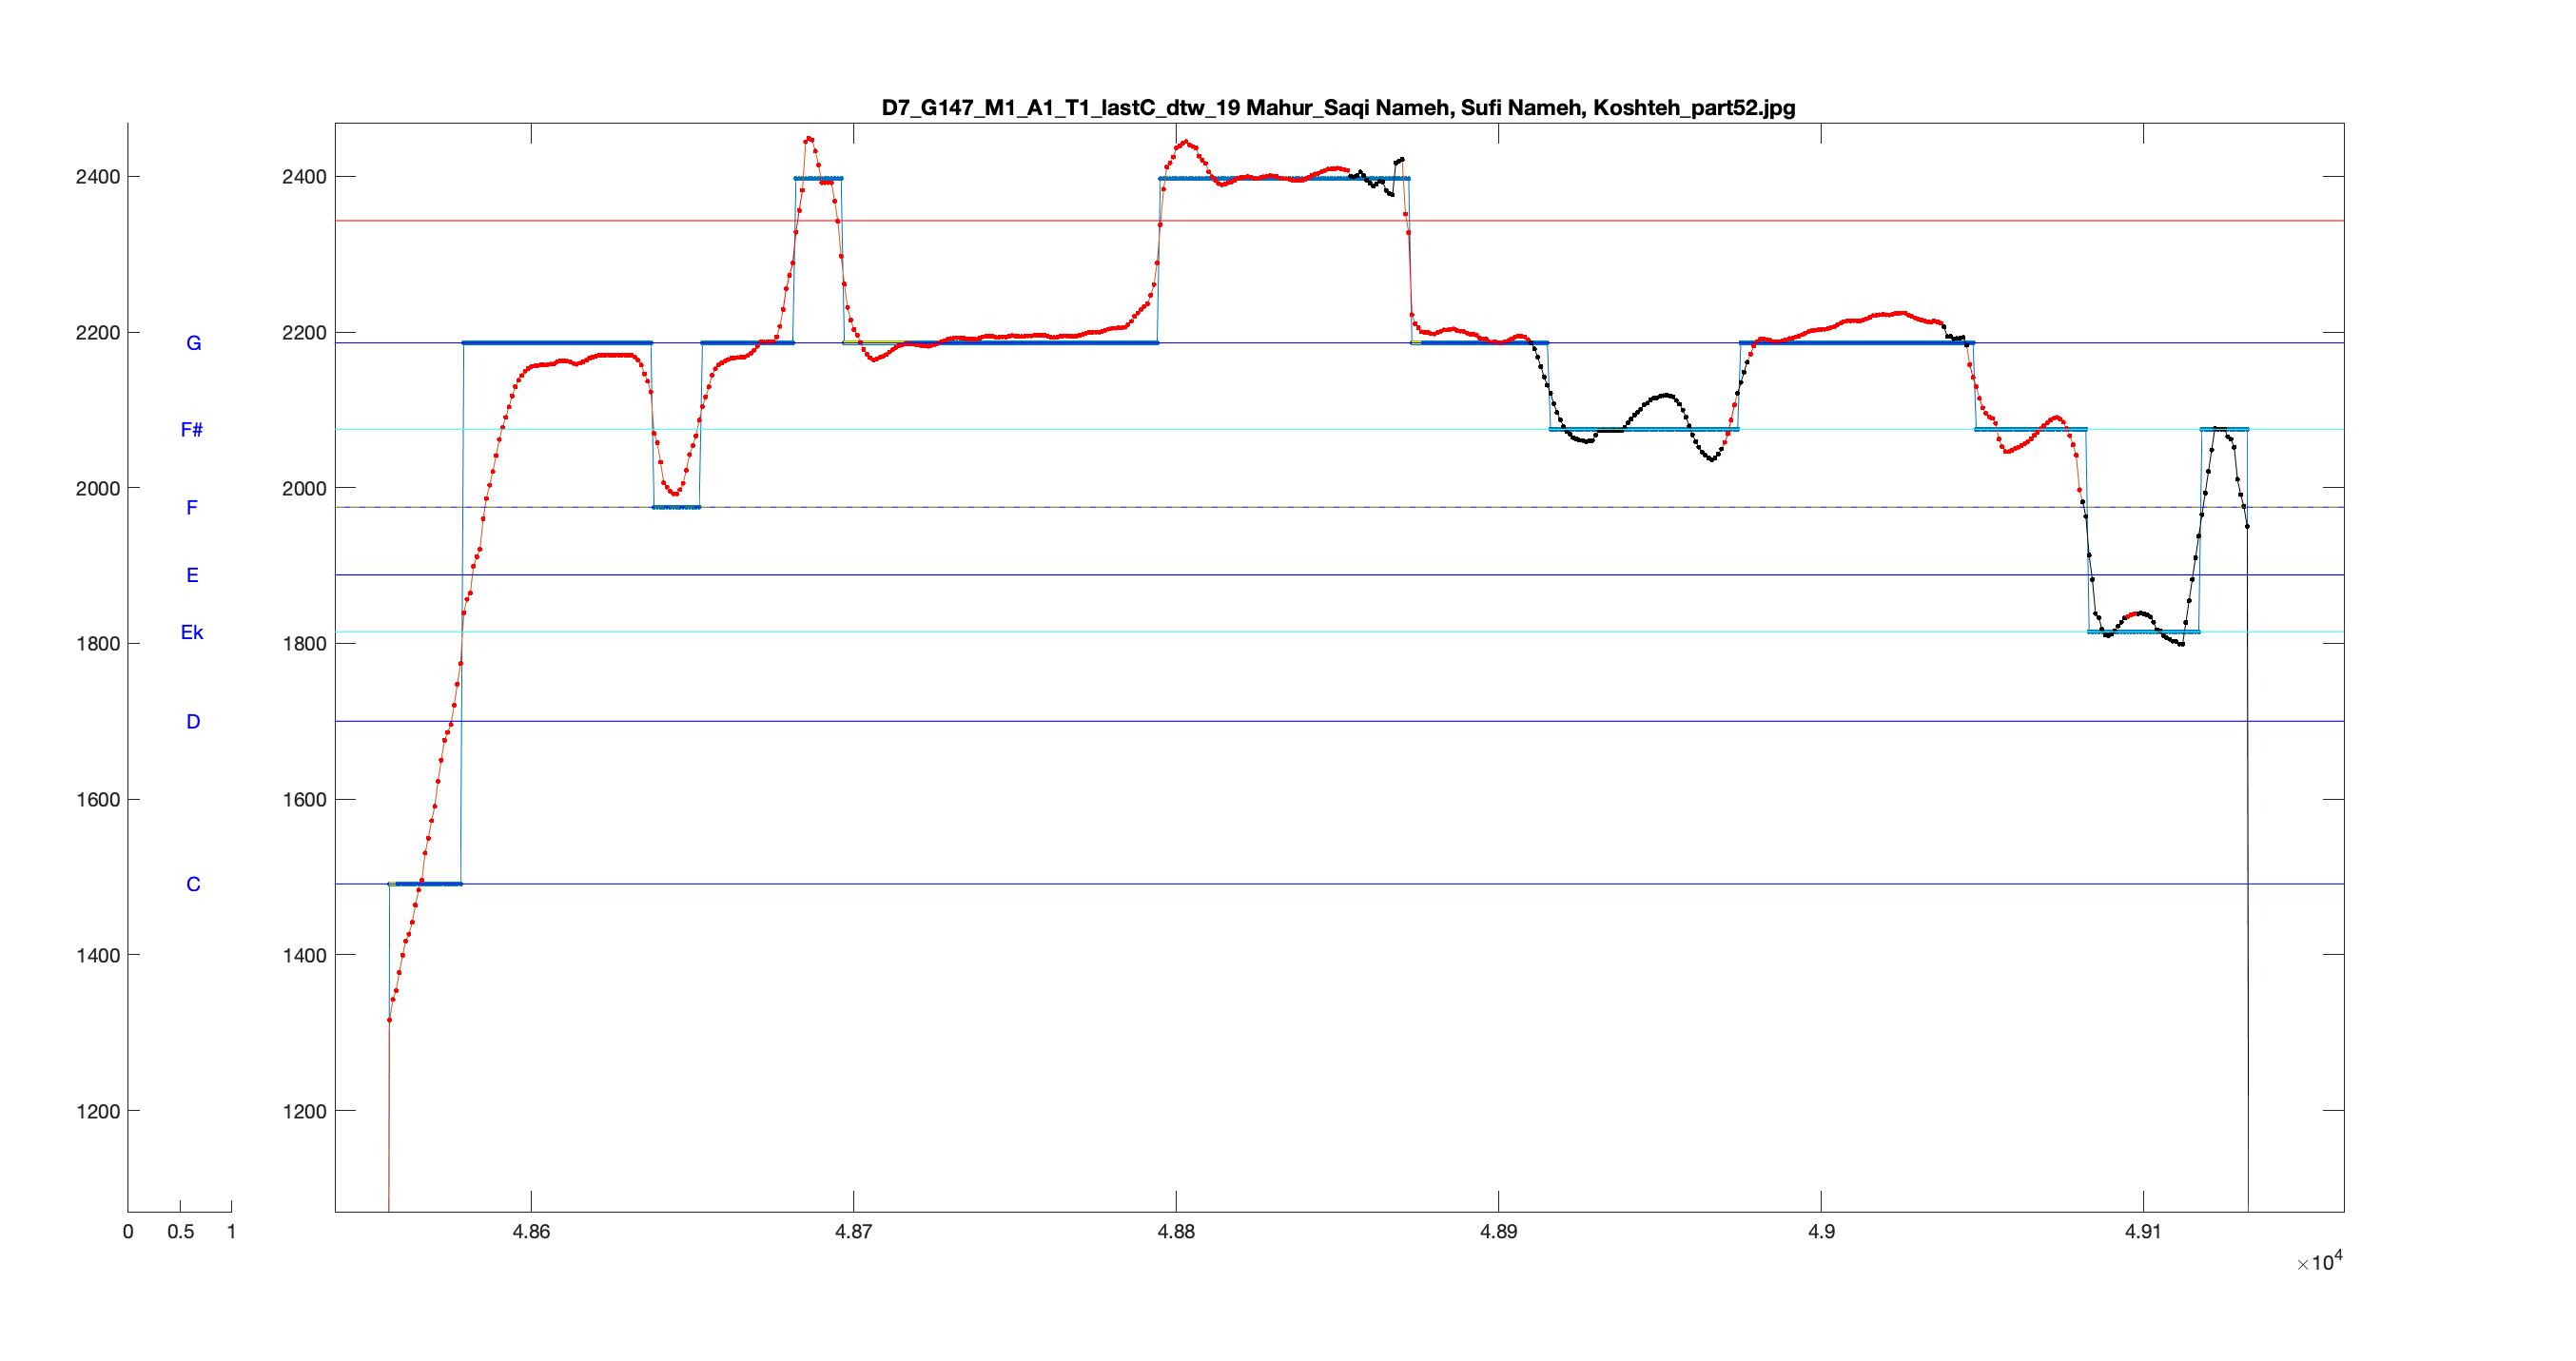 D7_G147_M1_A1_T1_lastC_dtw_19 Mahur_Saqi Nameh, Sufi Nameh, Koshteh_part52.jpg
2400 2400
2200 2200
G
F#
2000 2000
F
E
Ek
1800 1800
D
1600 1600
C
1400 1400
1200 1200
0 0.5 1 4.86 4.87 4.88 4.89 4.9 4.91
×10^4